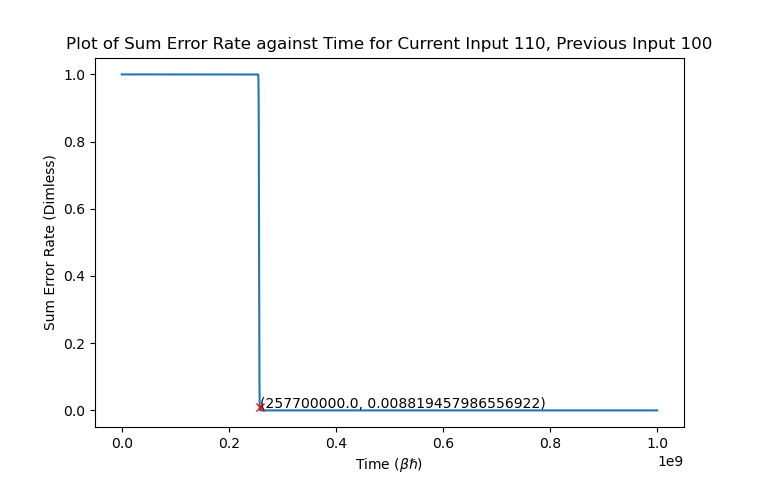 Plot of Sum Error Rate against Time for Current Input 110, Previous Input 100
1.0
0.8
0.6
0.4
0.2
0.0
Sum Error Rate (Dimless)
(257700000.0, 0.008819457986556922)
0.0 0.2 0.4 0.6 0.8 1.0
1e9
Time (βℏ)